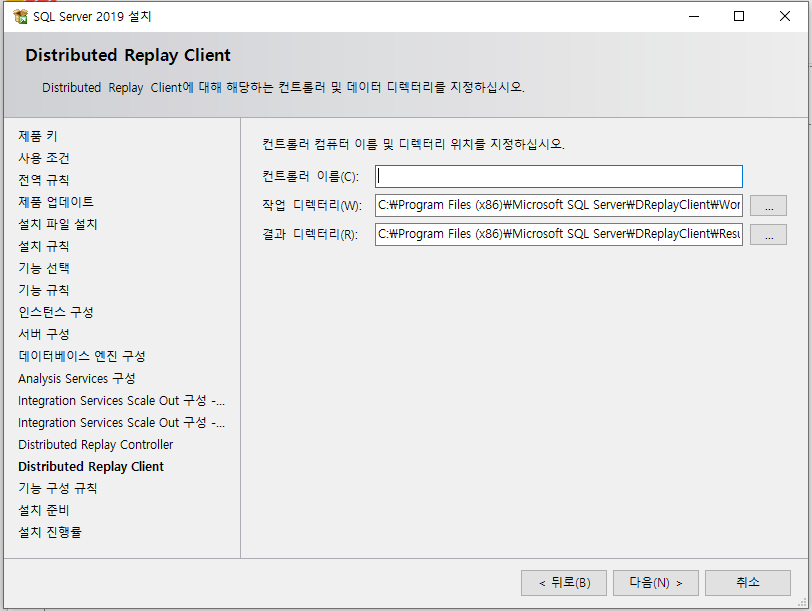 SQL Server 2019 설치
Distributed Replay Client
Distributed Replay Client에 대해 해당하는 컨트롤러 및 데이터 디렉터리를 지정하십시오.
제품 키
사용 조건
전역 규칙
제품 업데이트
설치 파일 설치
설치 규칙
기능 선택
기능 규칙
인스턴스 구성
서버 구성
데이터베이스 엔진 구성
Analysis Services 구성
Integration Services Scale Out 구성 -...
Integration Services Scale Out 구성 -...
Distributed Replay Controller
Distributed Replay Client
기능 구성 규칙
설치 준비
설치 진행률
컨트롤러 컴퓨터 이름 및 디렉터리 위치를 지정하십시오.
컨트롤러 이름(C):
작업 디렉터리(W): C:₩Program Files (x86)₩Microsoft SQL Server₩DReplayClient₩Wor ...
결과 디렉터리(R): C:₩Program Files (x86)₩Microsoft SQL Server₩DReplayClient₩Resu ...
< 뒤로(B) 다음(N) > 취소